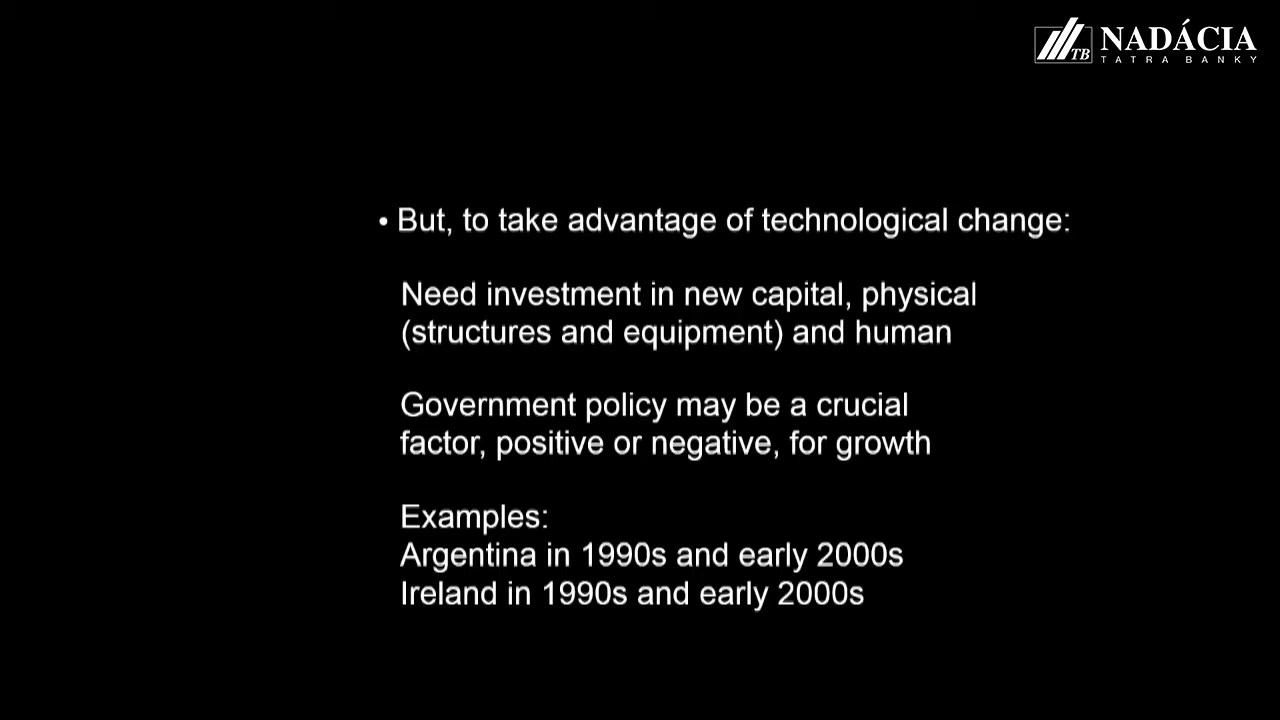 TB NADÁCIA
TATRA BANKY
• But, to take advantage of technological change:
Need investment in new capital, physical
(structures and equipment) and human
Government policy may be a crucial
factor, positive or negative, for growth
Examples:
Argentina in 1990s and early 2000s
Ireland in 1990s and early 2000s